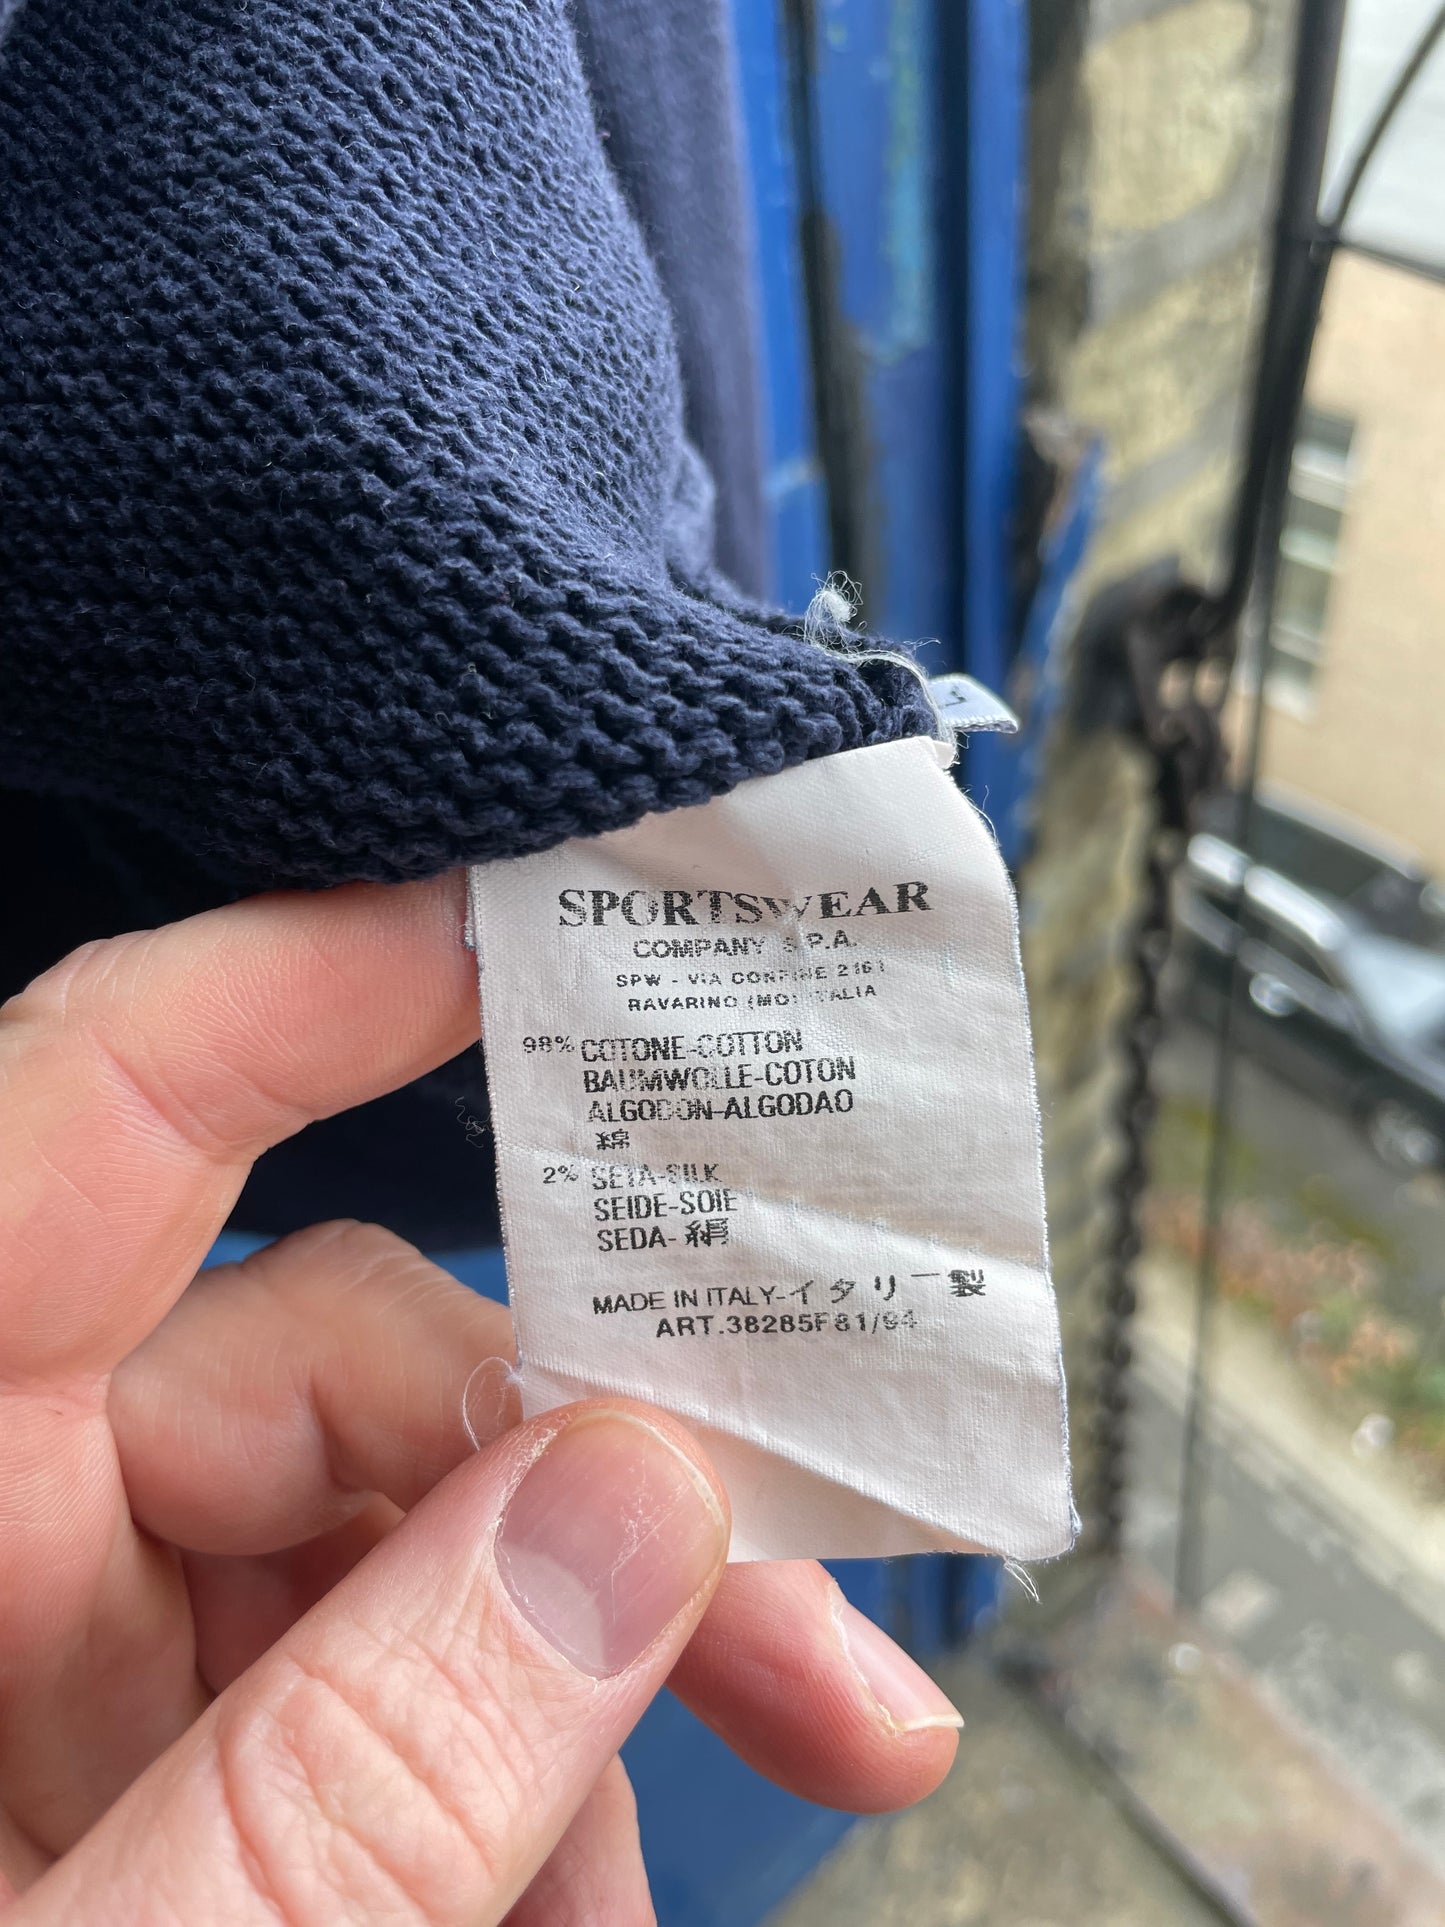 SPORTSWEAR
COMPANY S.P.A.
SPW - VIA CONFINE 2161
RAVARINO (MO) ITALIA
98% COTONE-COTTON
BAUMWOLLE-COTON
ALGODON-ALGODAO
綿
2% SETA-SILK
SEIDE-SOIE
SEDA-絹
MADE IN ITALY-イタリー製
ART.38285F81/94